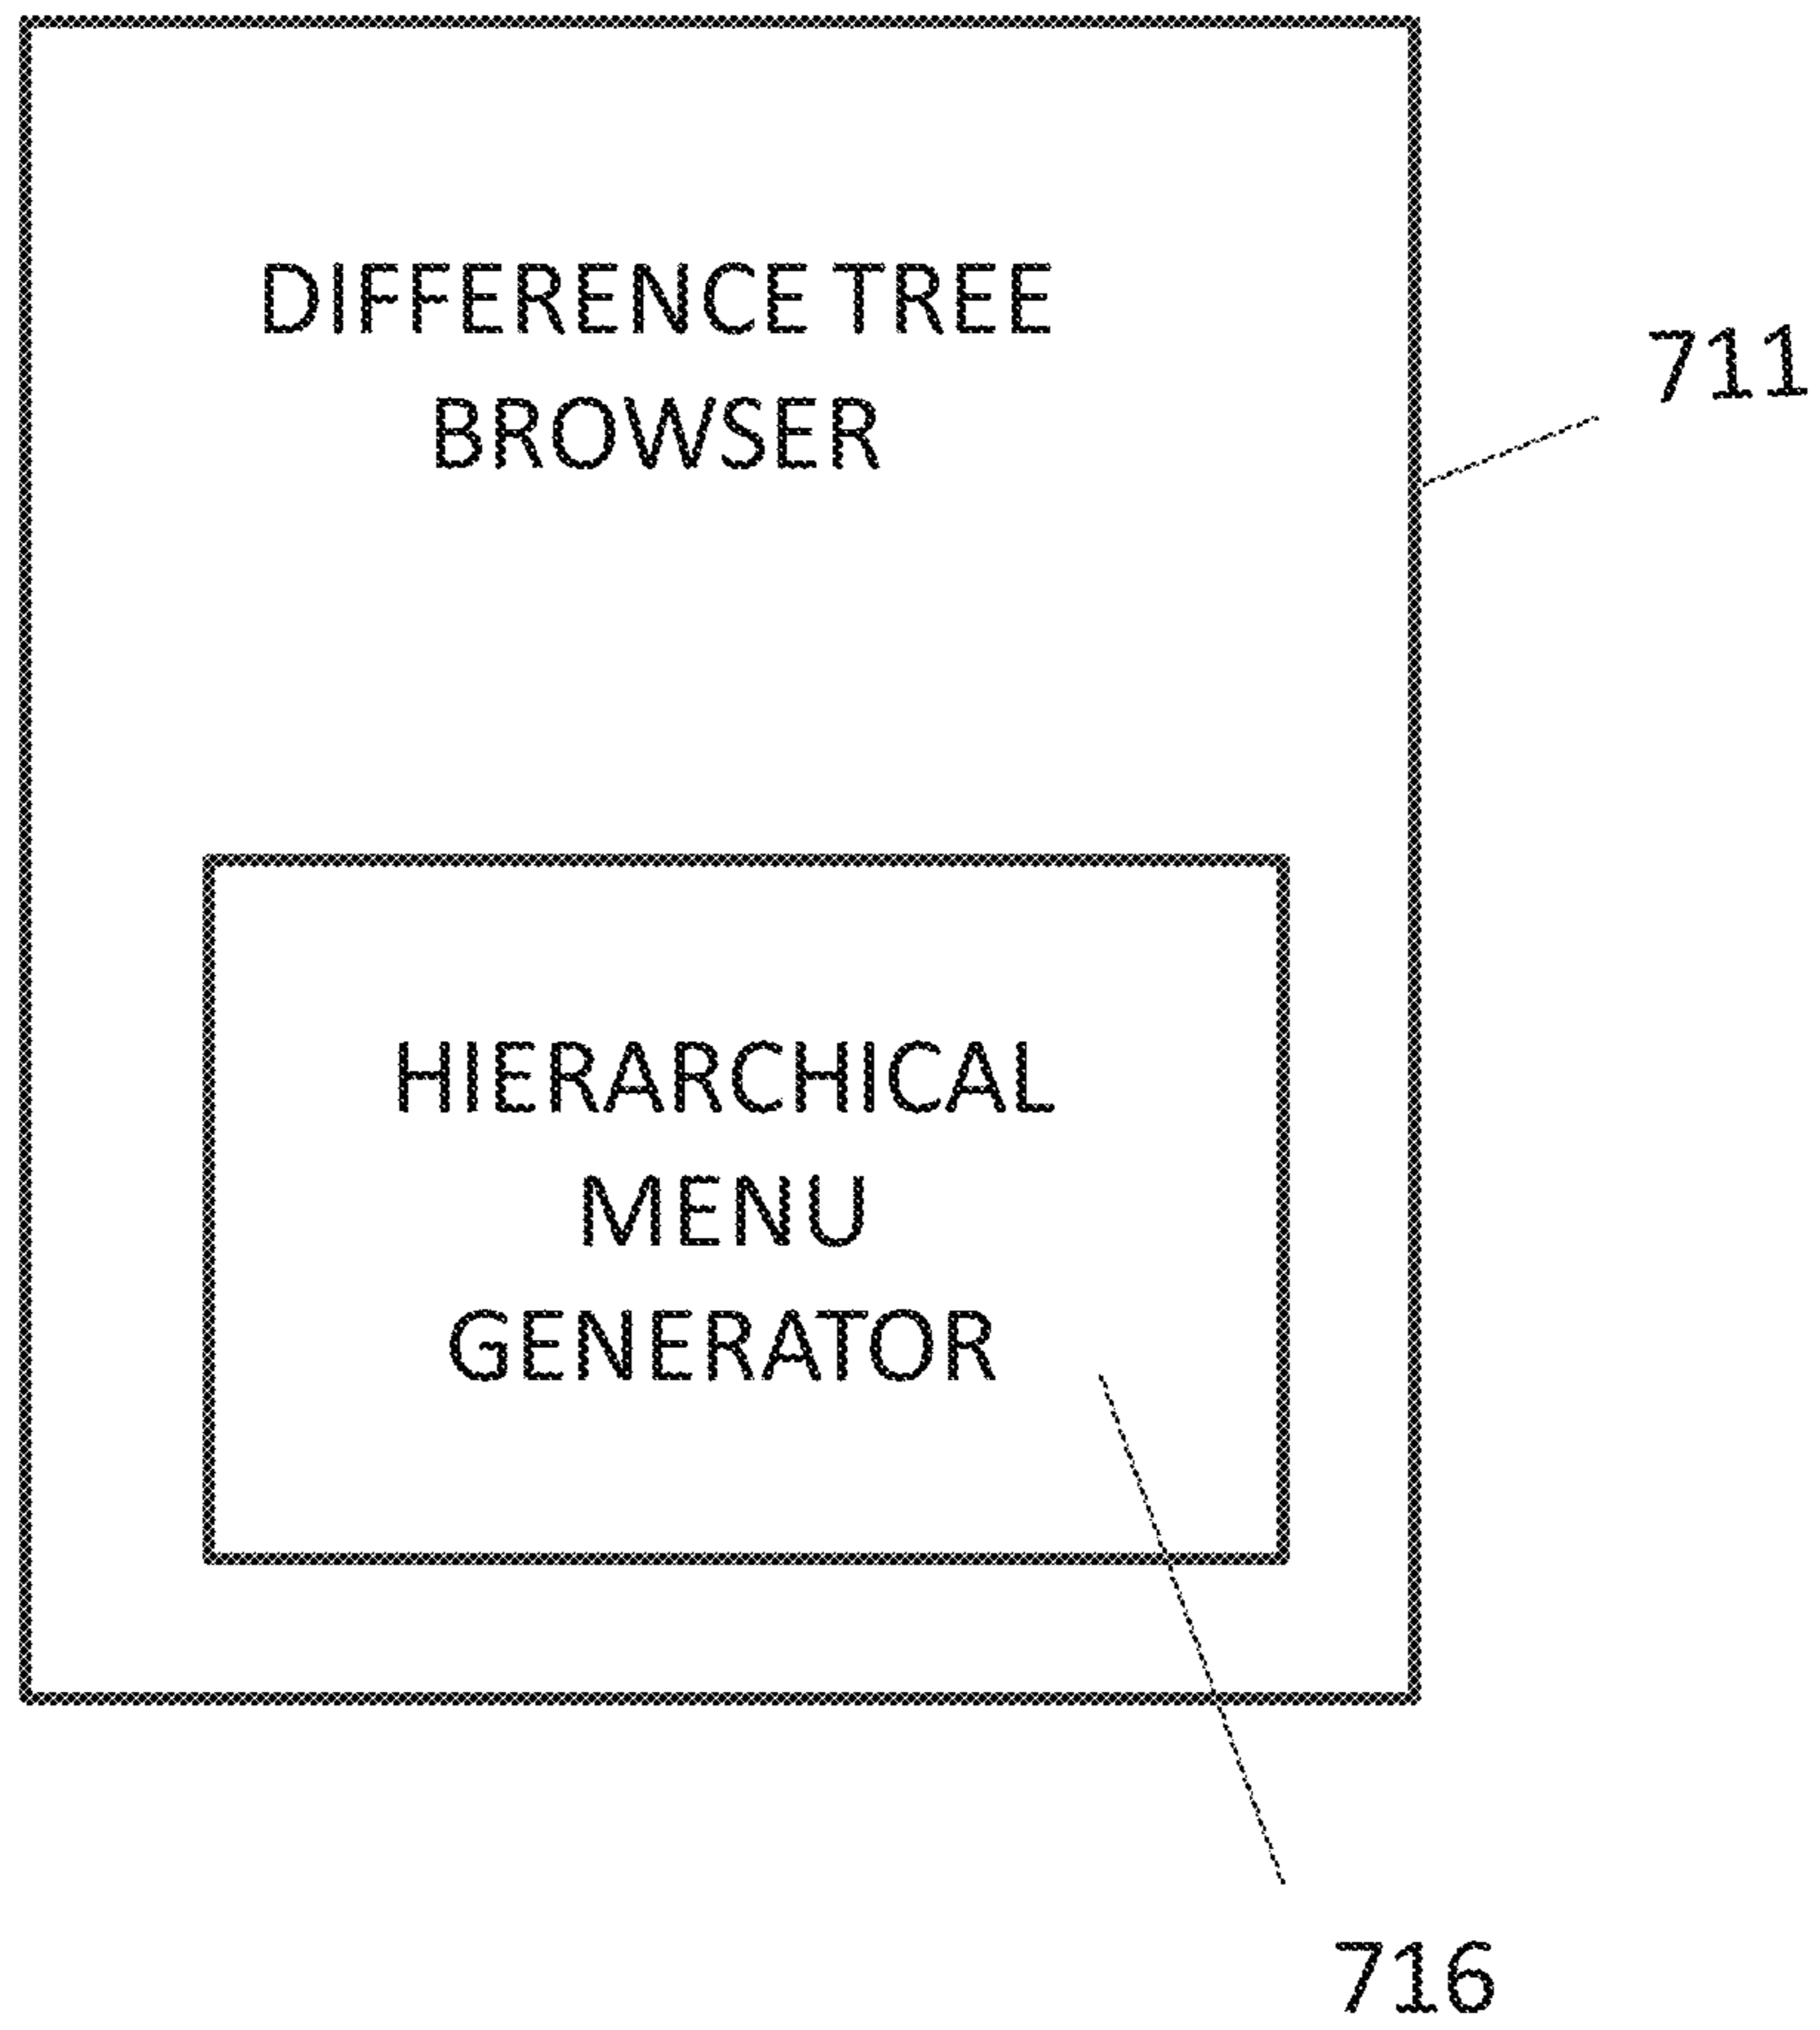 DIFFERENCE TREE
BROWSER
711
HIERARCHICAL
MENU
GENERATOR
716